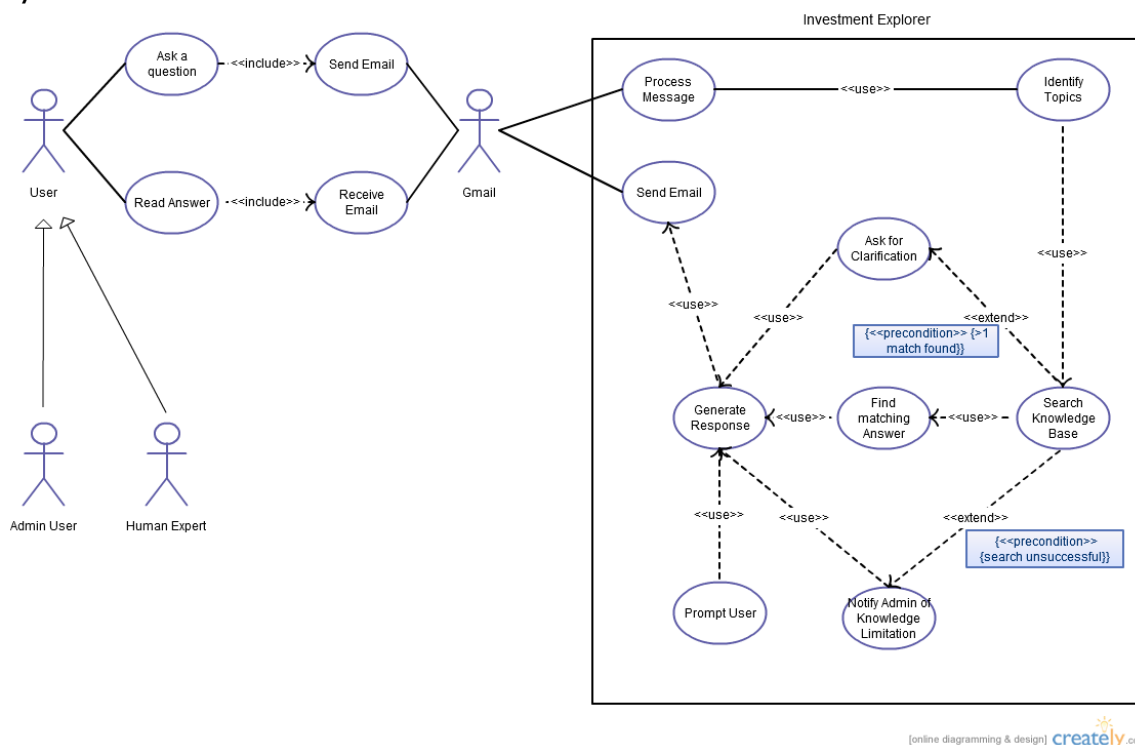 Investment Explorer
Ask a
question
<<include>>
Send Email
Process
Message
<<use>>
Identify
Topics
User
Read Answer
<<include>>
Receive
Email
Gmail
Send Email
Ask for
Clarification
<<use>>
<<use>>
<<use>>
<<extend>>
{<<precondition>> {>1
match found}}
Generate
Response
<<use>>
Find
matching
Answer
<<use>>
Search
Knowledge
Base
Admin User
Human Expert
<<use>>
<<use>>
<<extend>>
{<<precondition>>
{search unsuccessful}}
Prompt User
Notify Admin of
Knowledge
Limitation
[online diagramming & design] creately.co